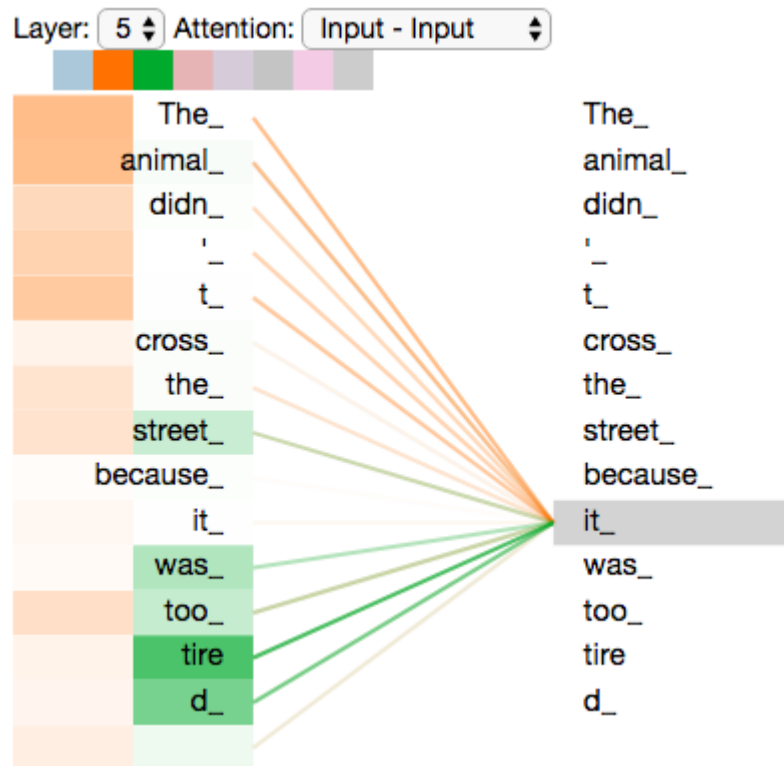 Layer: 5 Attention: Input - Input
The_ The_
animal_ animal_
didn_ didn_
'_ '_
t_ t_
cross_ cross_
the_ the_
street_ street_
because_ because_
it_ it_
was_ was_
too_ too_
tire tire
d_ d_